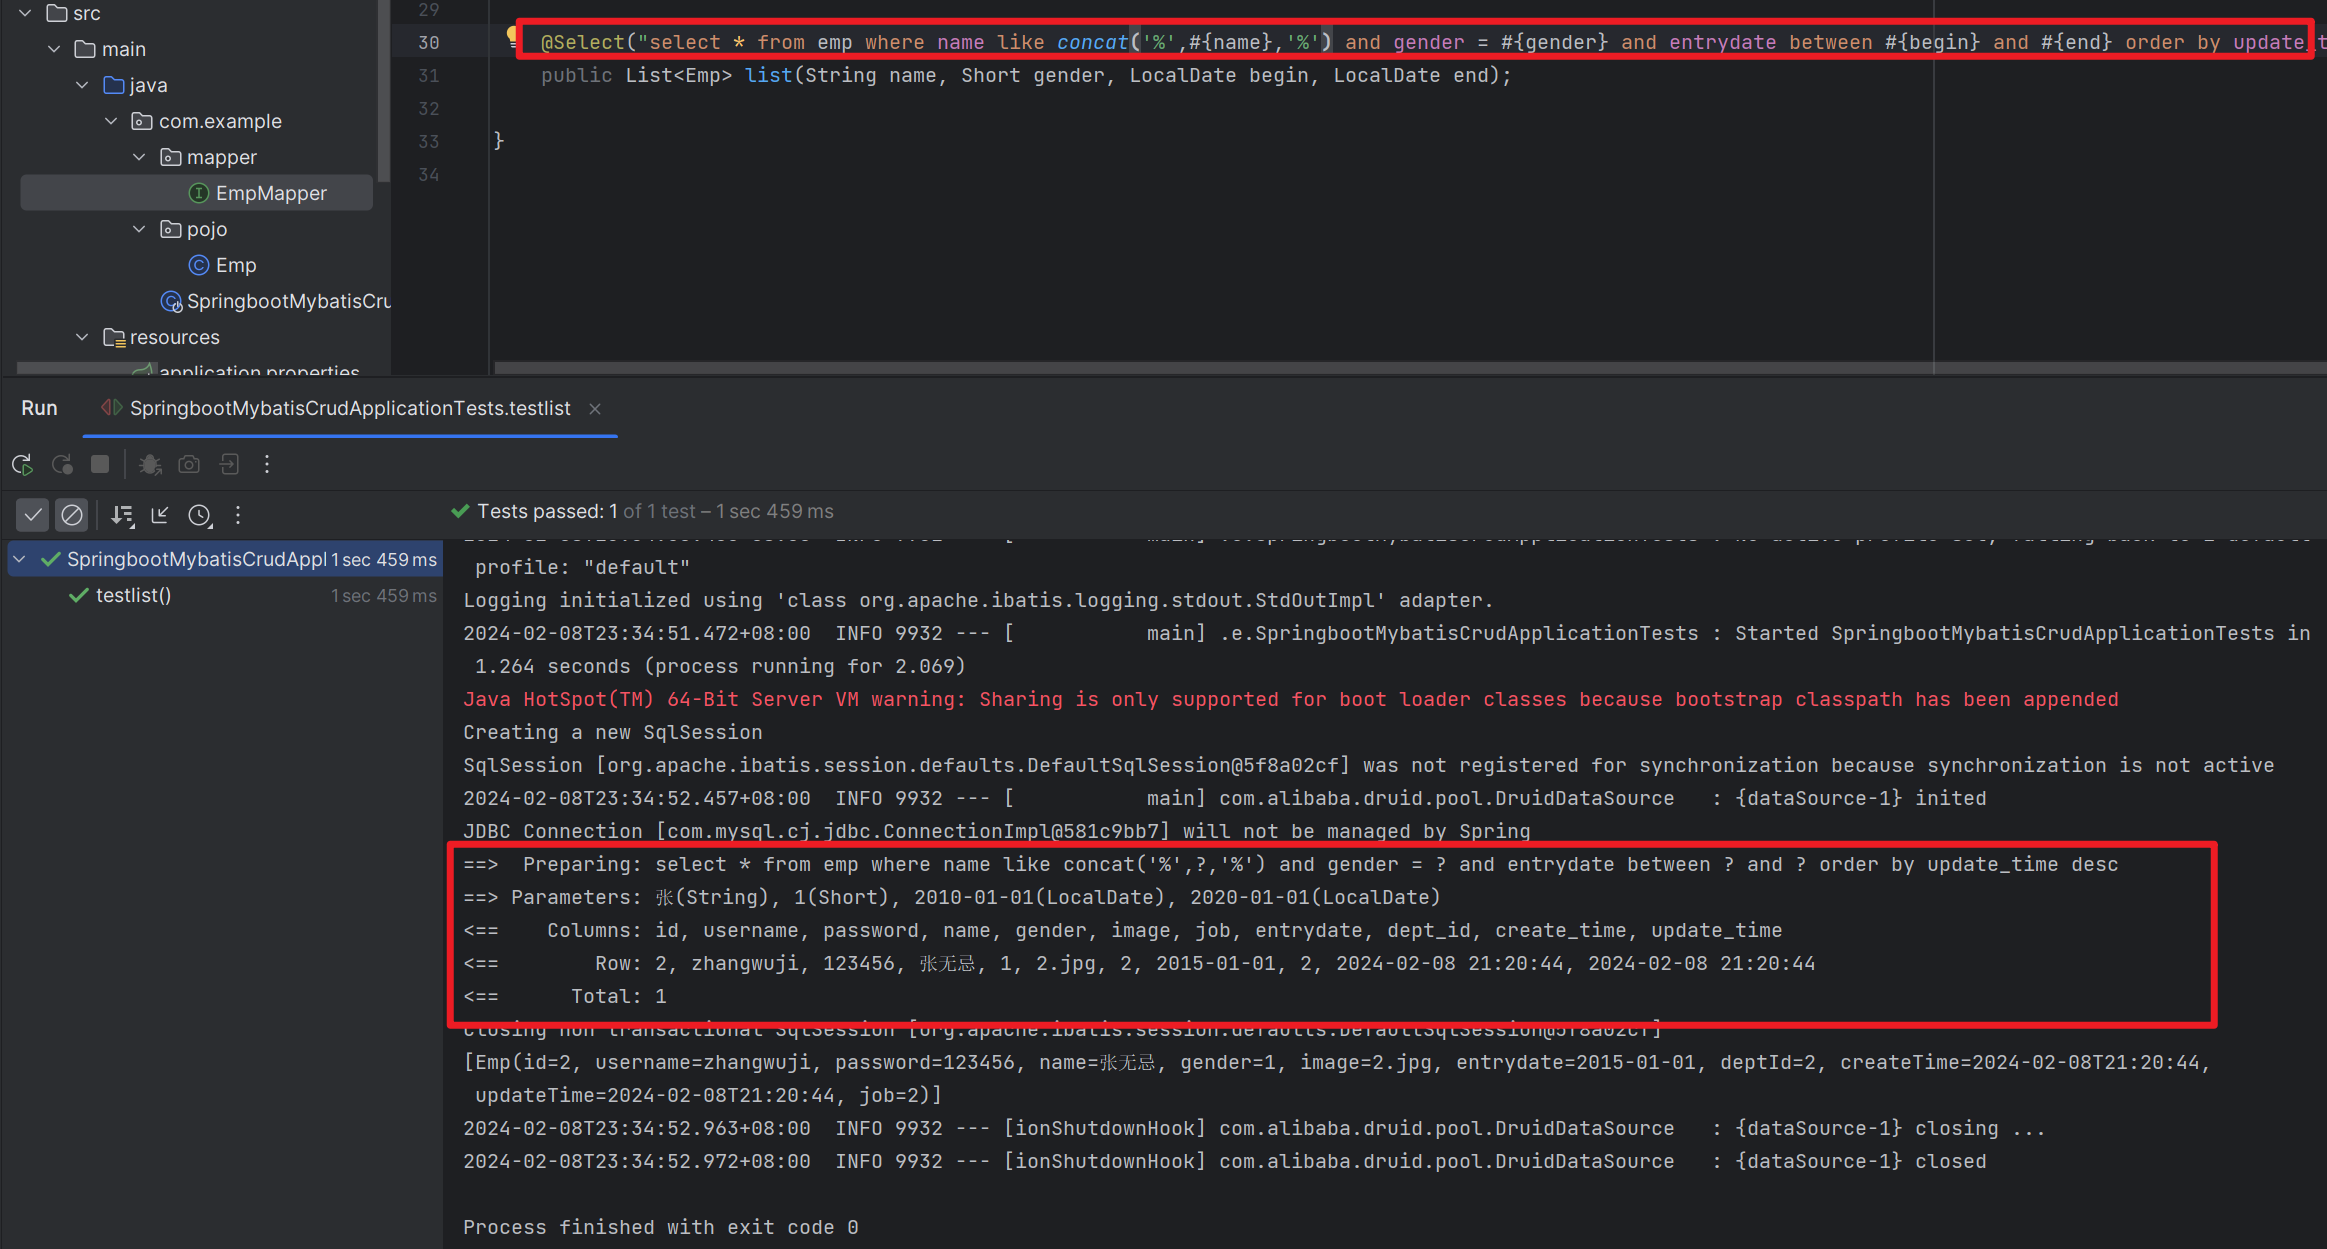 src
main
java
com.example
mapper
EmpMapper
pojo
Emp
SpringbootMybatisCru
resources
application.properties
29
30 @Select("select * from emp where name like concat('%',#{name},'%') and gender = #{gender} and entrydate between #{begin} and #{end} order by update_t
31 public List<Emp> list(String name, Short gender, LocalDate begin, LocalDate end);
32
33 }
34
Run SpringbootMybatisCrudApplicationTests.testlist
Tests passed: 1 of 1 test – 1 sec 459 ms
SpringbootMybatisCrudAppl 1 sec 459 ms
testlist() 1 sec 459 ms
profile: "default"
Logging initialized using 'class org.apache.ibatis.logging.stdout.StdOutImpl' adapter.
2024-02-08T23:34:51.472+08:00  INFO 9932 --- [           main] .e.SpringbootMybatisCrudApplicationTests : Started SpringbootMybatisCrudApplicationTests in
1.264 seconds (process running for 2.069)
Java HotSpot(TM) 64-Bit Server VM warning: Sharing is only supported for boot loader classes because bootstrap classpath has been appended
Creating a new SqlSession
SqlSession [org.apache.ibatis.session.defaults.DefaultSqlSession@5f8a02cf] was not registered for synchronization because synchronization is not active
2024-02-08T23:34:52.457+08:00  INFO 9932 --- [           main] com.alibaba.druid.pool.DruidDataSource   : {dataSource-1} inited
JDBC Connection [com.mysql.cj.jdbc.ConnectionImpl@581c9bb7] will not be managed by Spring
==>  Preparing: select * from emp where name like concat('%',?,'%') and gender = ? and entrydate between ? and ? order by update_time desc
==> Parameters: 张(String), 1(Short), 2010-01-01(LocalDate), 2020-01-01(LocalDate)
<==    Columns: id, username, password, name, gender, image, job, entrydate, dept_id, create_time, update_time
<==        Row: 2, zhangwuji, 123456, 张无忌, 1, 2.jpg, 2, 2015-01-01, 2, 2024-02-08 21:20:44, 2024-02-08 21:20:44
<==      Total: 1
Closing non transactional SqlSession [org.apache.ibatis.session.defaults.DefaultSqlSession@5f8a02cf]
[Emp(id=2, username=zhangwuji, password=123456, name=张无忌, gender=1, image=2.jpg, entrydate=2015-01-01, deptId=2, createTime=2024-02-08T21:20:44,
updateTime=2024-02-08T21:20:44, job=2)]
2024-02-08T23:34:52.963+08:00  INFO 9932 --- [ionShutdownHook] com.alibaba.druid.pool.DruidDataSource   : {dataSource-1} closing ...
2024-02-08T23:34:52.972+08:00  INFO 9932 --- [ionShutdownHook] com.alibaba.druid.pool.DruidDataSource   : {dataSource-1} closed
Process finished with exit code 0